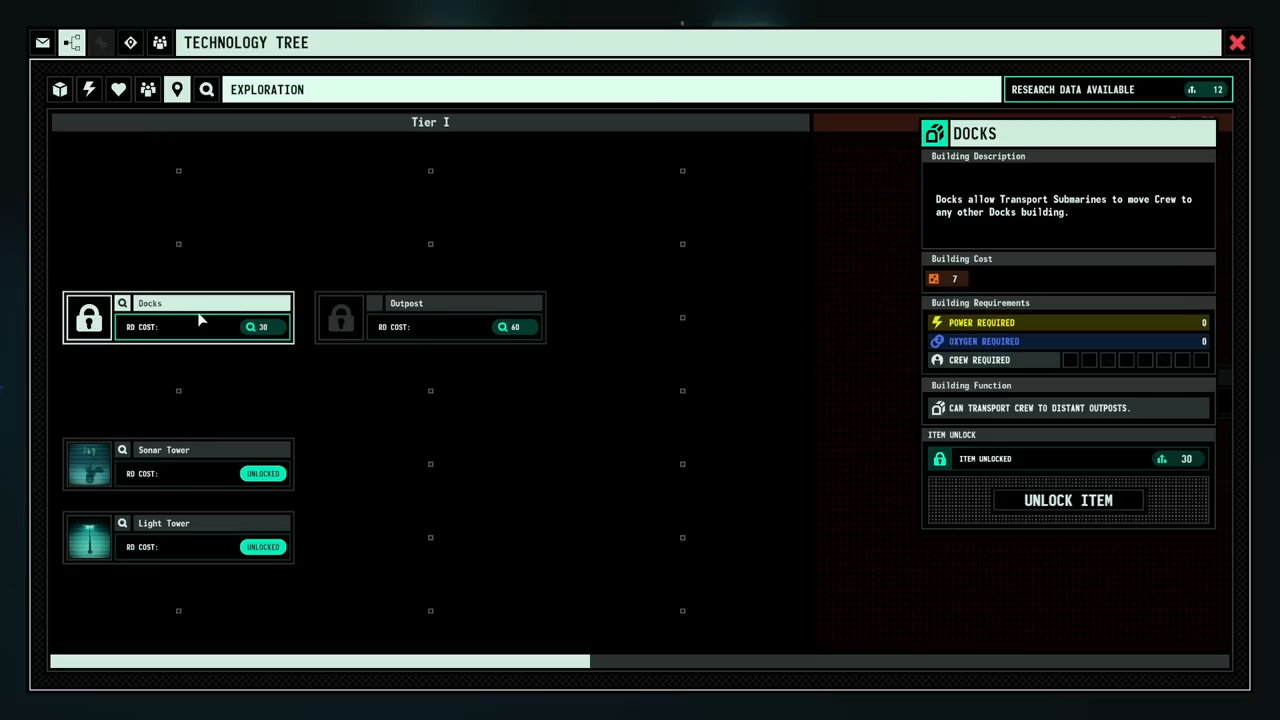 TECHNOLOGY TREE
EXPLORATION
RESEARCH DATA AVAILABLE 12
Tier I
DOCKS
Building Description
Docks allow Transport Submarines to move Crew to
any other Docks building.
Building Cost
7
Building Requirements
POWER REQUIRED 0
OXYGEN REQUIRED 0
CREW REQUIRED
Building Function
CAN TRANSPORT CREW TO DISTANT OUTPOSTS.
ITEM UNLOCK
ITEM UNLOCKED 30
UNLOCK ITEM
Docks
RD COST: 30
Outpost
RD COST: 60
Sonar Tower
RD COST: UNLOCKED
Light Tower
RD COST: UNLOCKED